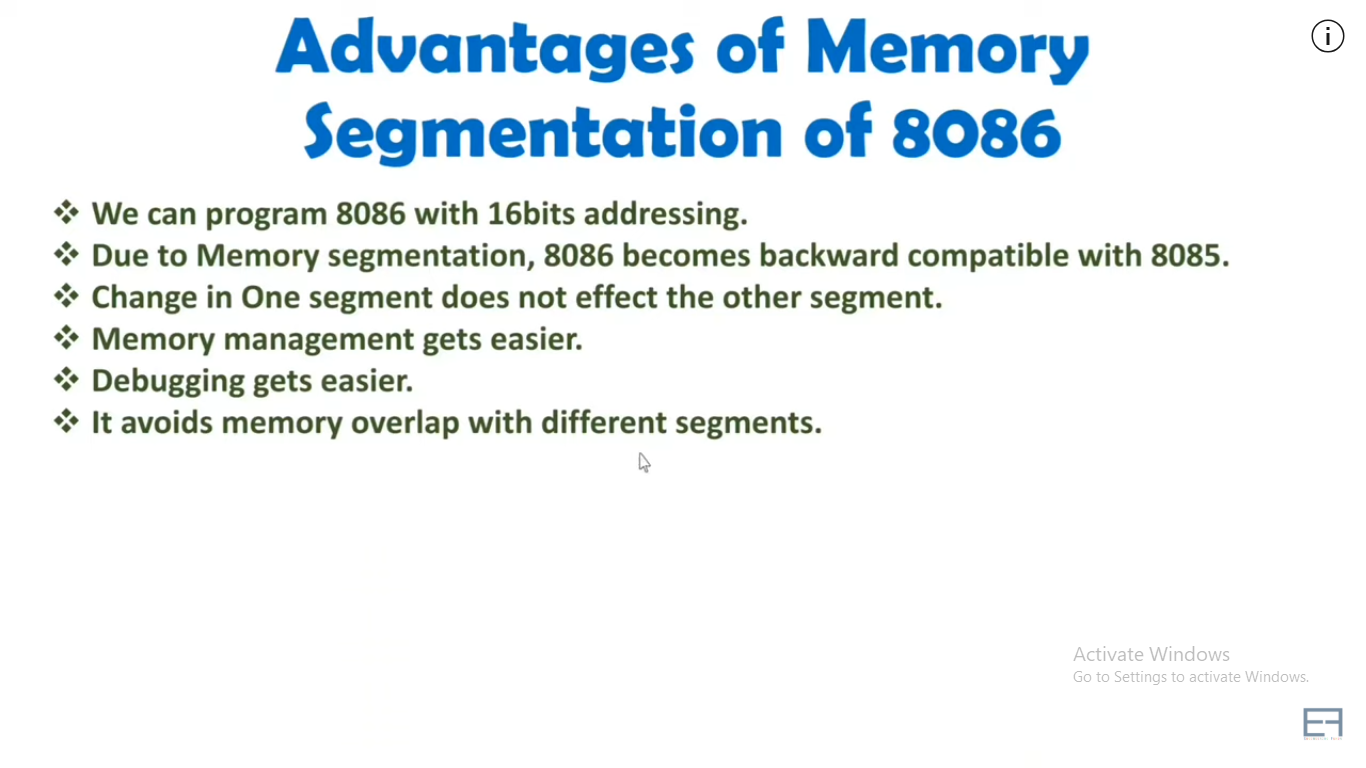 Advantages of Memory
Segmentation of 8086
❖ We can program 8086 with 16bits addressing.
❖ Due to Memory segmentation, 8086 becomes backward compatible with 8085.
❖ Change in One segment does not effect the other segment.
❖ Memory management gets easier.
❖ Debugging gets easier.
❖ It avoids memory overlap with different segments.
Activate Windows
Go to Settings to activate Windows.
EF